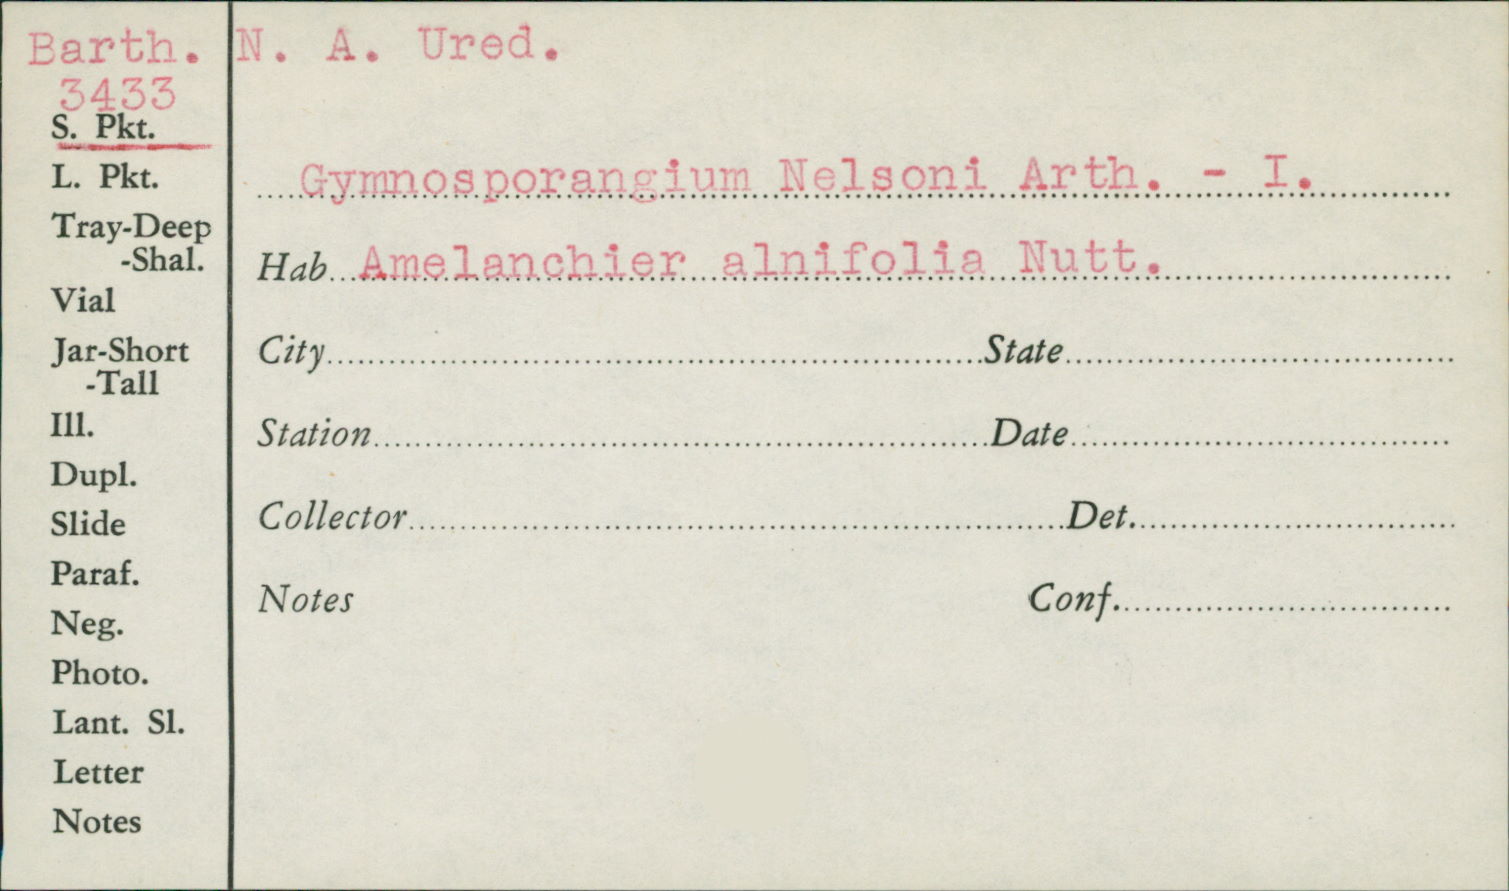 Barth. N. A. Ured.
3433
S. Pkt.
L. Pkt.
Gymnosporangium Nelsoni Arth. - I.
Tray-Deep
-Shal.
Hab Amelanchier alnifolia Nutt.
Vial
Jar-Short
-Tall
City State
Ill.
Station Date
Dupl.
Slide
Collector Det.
Paraf.
Neg.
Notes Conf.
Photo.
Lant. Sl.
Letter
Notes